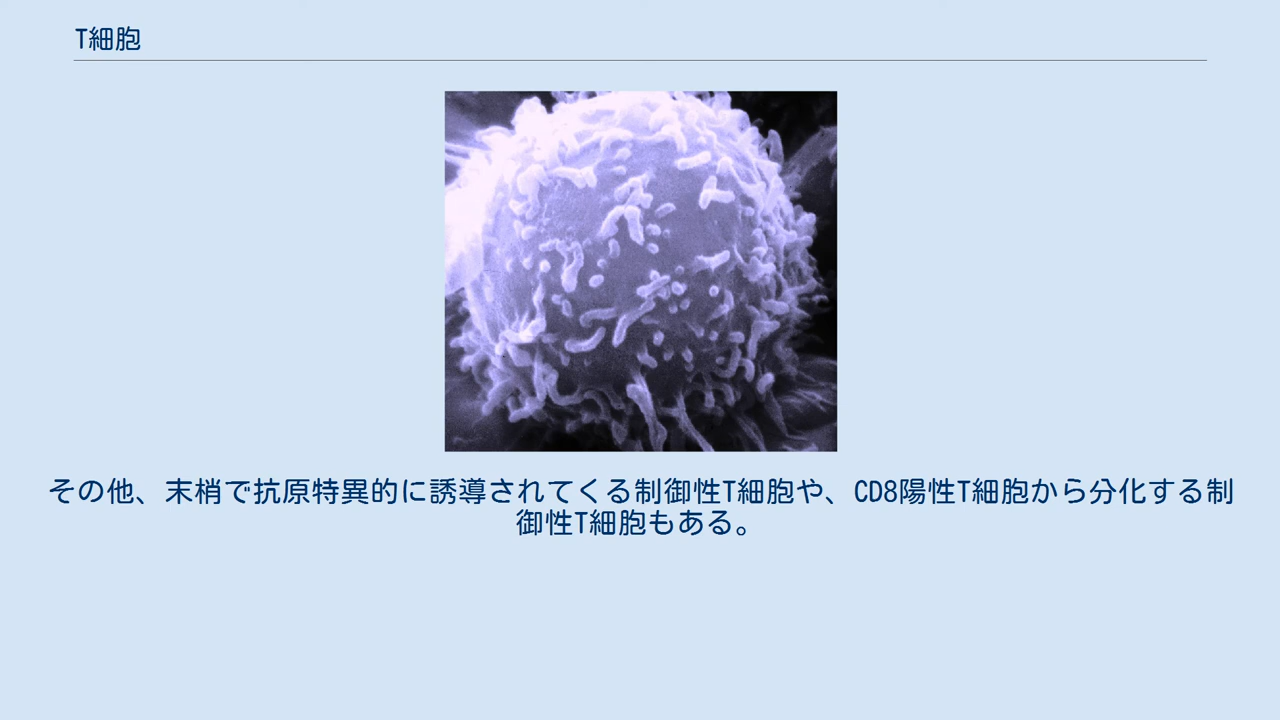 T細胞
その他、末梢で抗原特異的に誘導されてくる制御性T細胞や、CD8陽性T細胞から分化する制
御性T細胞もある。